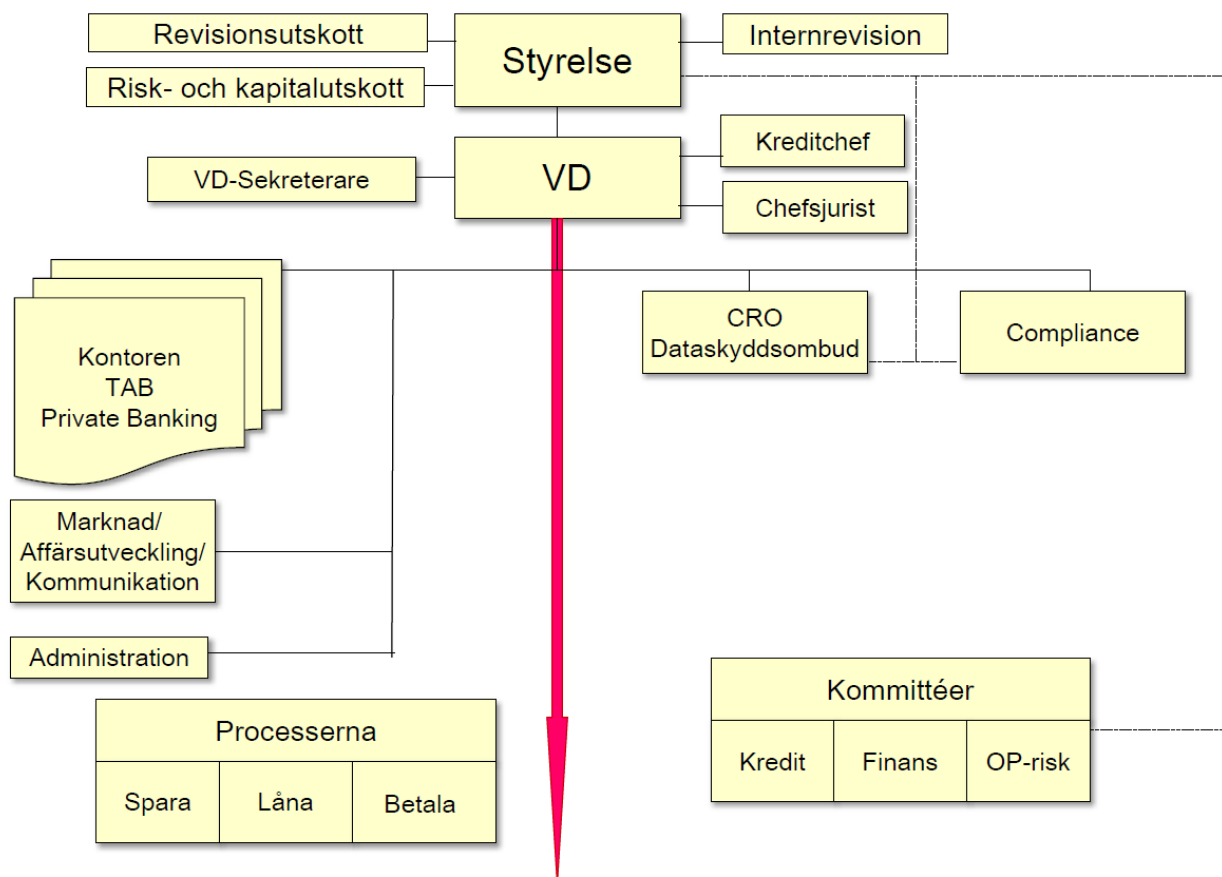 Revisionsutskott
Styrelse
Internrevision
Risk- och kapitalutskott
VD-Sekreterare
VD
Kreditchef
Chefsjurist
Kontoren
TAB
Private Banking
CRO
Dataskyddsombud
Compliance
Marknad/
Affärsutveckling/
Kommunikation
Administration
Processerna
Spara
Låna
Betala
Kommittéer
Kredit
Finans
OP-risk